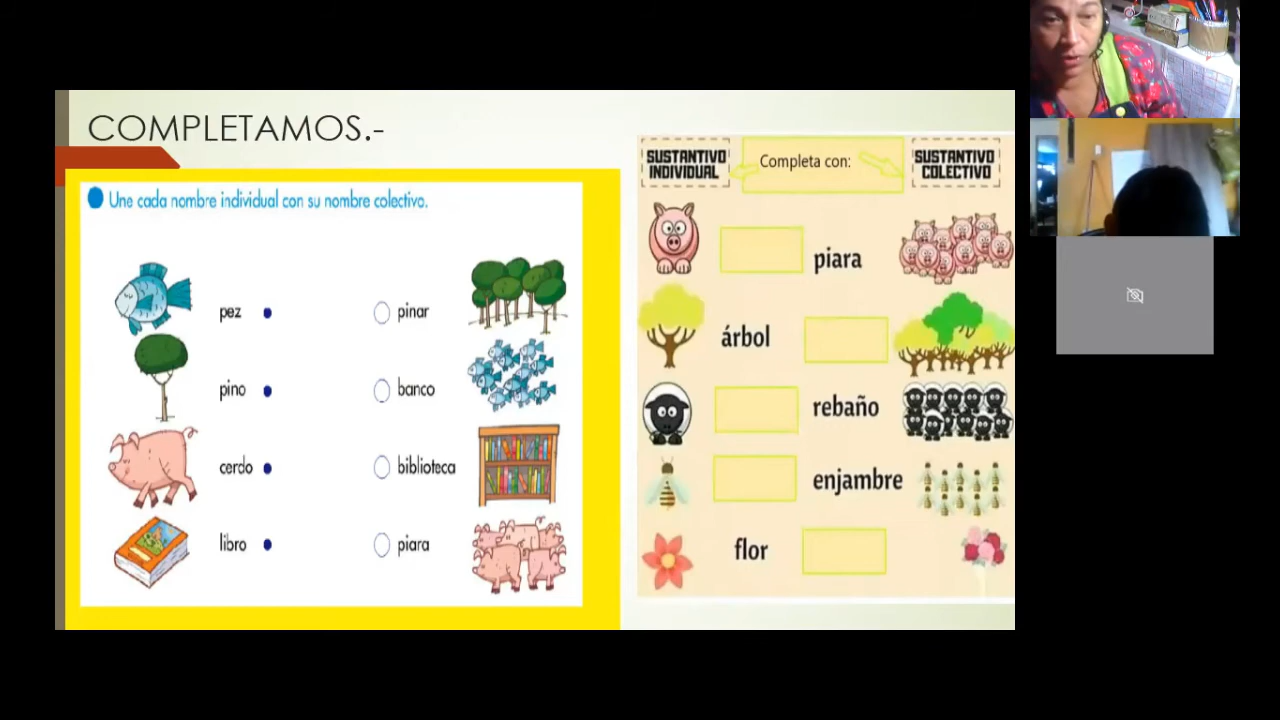 COMPLETAMOS.-
Une cada nombre individual con su nombre colectivo.
pez
pinar
pino
banco
cerdo
biblioteca
libro
piara
SUSTANTIVO
INDIVIDUAL
Completa con:
SUSTANTIVO
COLECTIVO
piara
árbol
rebaño
enjambre
flor